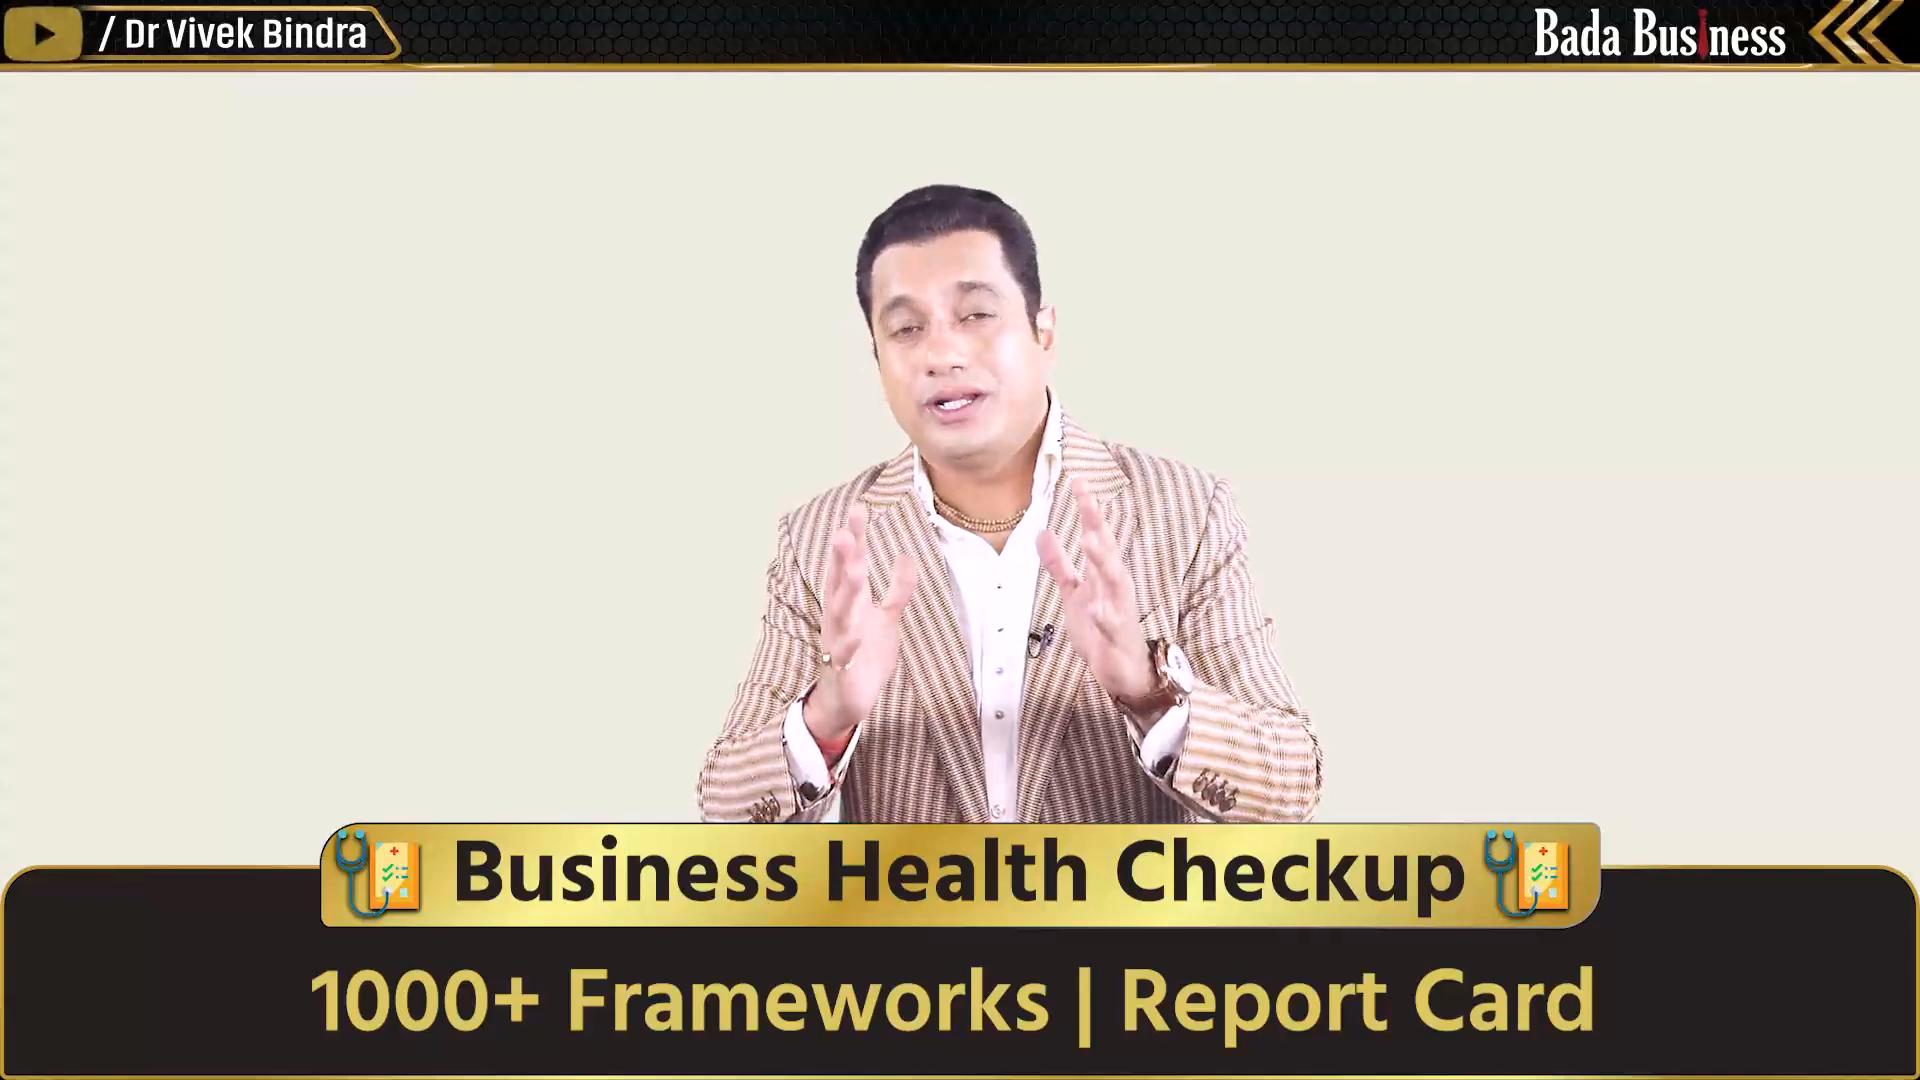 / Dr Vivek Bindra
Bada Business
Business Health Checkup
1000+ Frameworks | Report Card